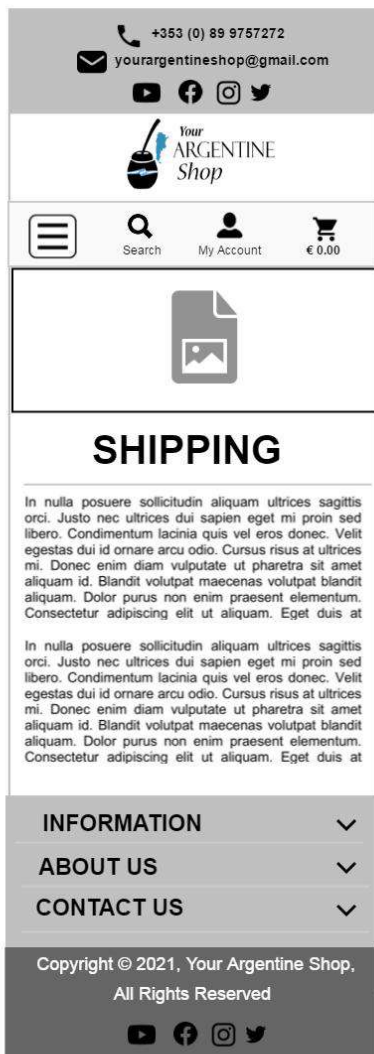 +353 (0) 89 9757272
yourargentineshop@gmail.com
Your
ARGENTINE
Shop
Search My Account € 0.00
SHIPPING
In nulla posuere sollicitudin aliquam ultrices sagittis
orci. Justo nec ultrices dui sapien eget mi proin sed
libero. Condimentum lacinia quis vel eros donec. Velit
egestas dui id ornare arcu odio. Cursus risus at ultrices
mi. Donec enim diam vulputate ut pharetra sit amet
aliquam id. Blandit volutpat maecenas volutpat blandit
aliquam. Dolor purus non enim praesent elementum.
Consectetur adipiscing elit ut aliquam. Eget duis at
In nulla posuere sollicitudin aliquam ultrices sagittis
orci. Justo nec ultrices dui sapien eget mi proin sed
libero. Condimentum lacinia quis vel eros donec. Velit
egestas dui id ornare arcu odio. Cursus risus at ultrices
mi. Donec enim diam vulputate ut pharetra sit amet
aliquam id. Blandit volutpat maecenas volutpat blandit
aliquam. Dolor purus non enim praesent elementum.
Consectetur adipiscing elit ut aliquam. Eget duis at
INFORMATION
ABOUT US
CONTACT US
Copyright © 2021, Your Argentine Shop,
All Rights Reserved